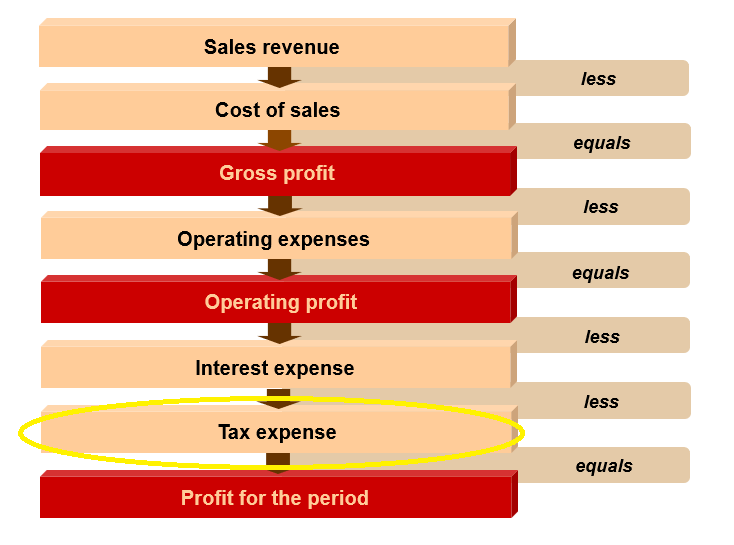 Sales revenue
less
Cost of sales
equals
Gross profit
less
Operating expenses
equals
Operating profit
less
Interest expense
less
Tax expense
equals
Profit for the period